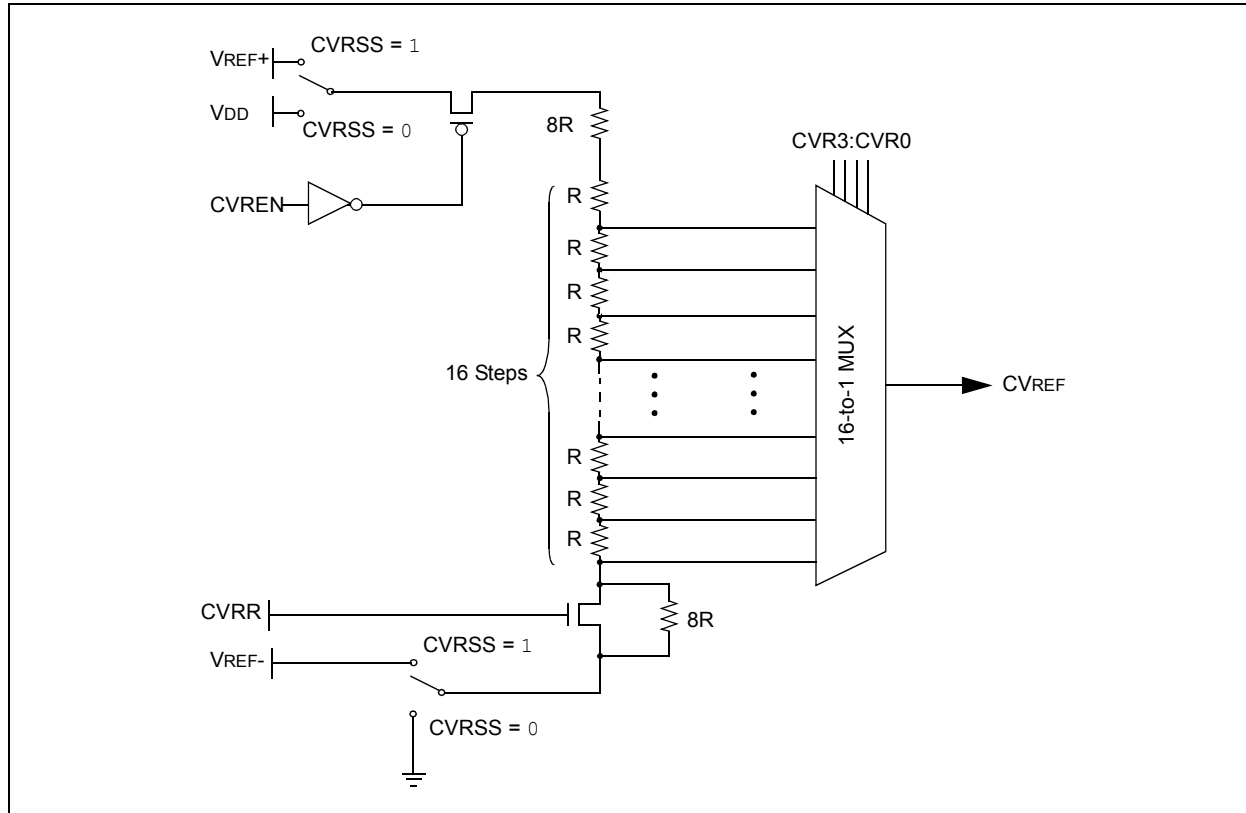 CVRSS = 1
VREF+
VDD
CVRSS = 0
8R
CVR3:CVR0
CVREN
R
R
R
R
16 Steps
16-to-1 MUX
CVREF
R
R
R
CVRR
8R
CVRSS = 1
VREF-
CVRSS = 0